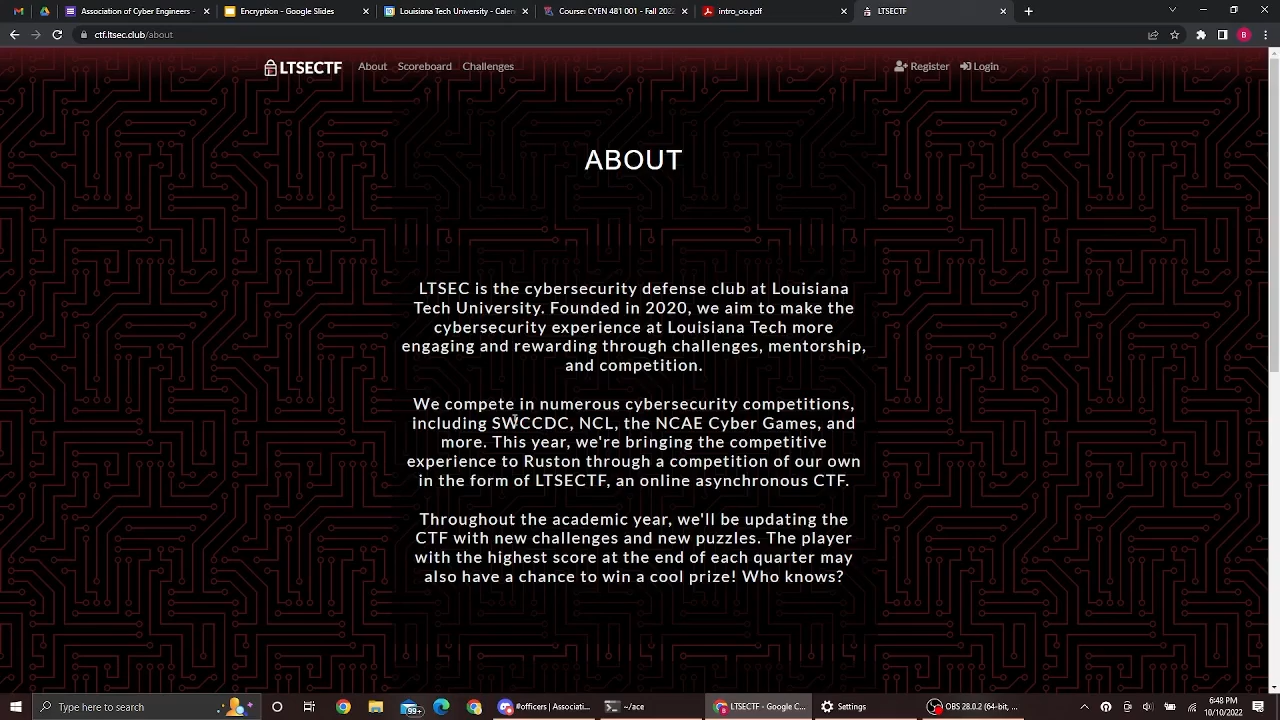 Association of Cyber Engineers -
Encryption - Google Slides
Louisiana Tech University - Calen
Course: CYEN 481 001 - Fall 2022
intro_oo.pdf
LTSECTF
ctf.ltsec.club/about
B
LTSECTF
About
Scoreboard
Challenges
Register
Login
ABOUT
LTSEC is the cybersecurity defense club at Louisiana
Tech University. Founded in 2020, we aim to make the
cybersecurity experience at Louisiana Tech more
engaging and rewarding through challenges, mentorship,
and competition.
We compete in numerous cybersecurity competitions,
including SWCCDC, NCL, the NCAE Cyber Games, and
more. This year, we're bringing the competitive
experience to Ruston through a competition of our own
in the form of LTSECTF, an online asynchronous CTF.
Throughout the academic year, we'll be updating the
CTF with new challenges and new puzzles. The player
with the highest score at the end of each quarter may
also have a chance to win a cool prize! Who knows?
Type here to search
99+
#officers | Associati...
~/ace
LTSECTF - Google C...
Settings
OBS 28.0.2 (64-bit, ...
6:48 PM
10/10/2022